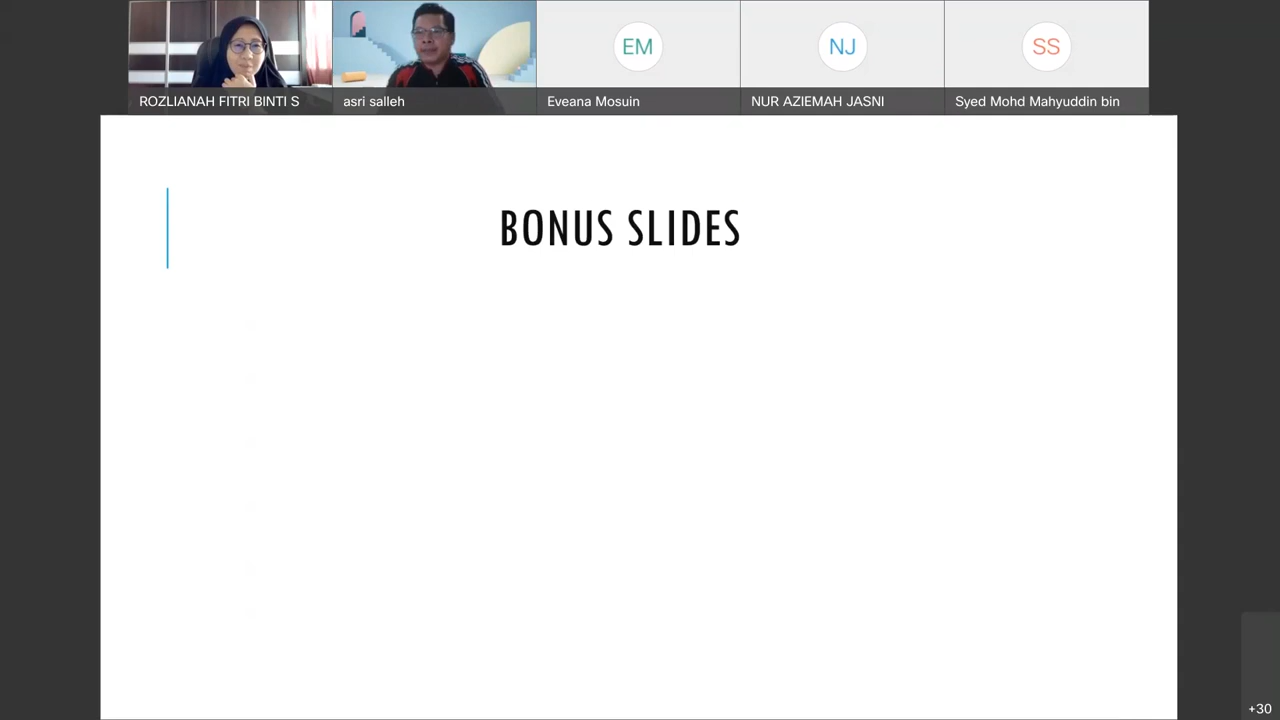 EM
NJ
SS
ROZLIANAH FITRI BINTI S
asri salleh
Eveana Mosuin
NUR AZIEMAH JASNI
Syed Mohd Mahyuddin bin
BONUS SLIDES
+30